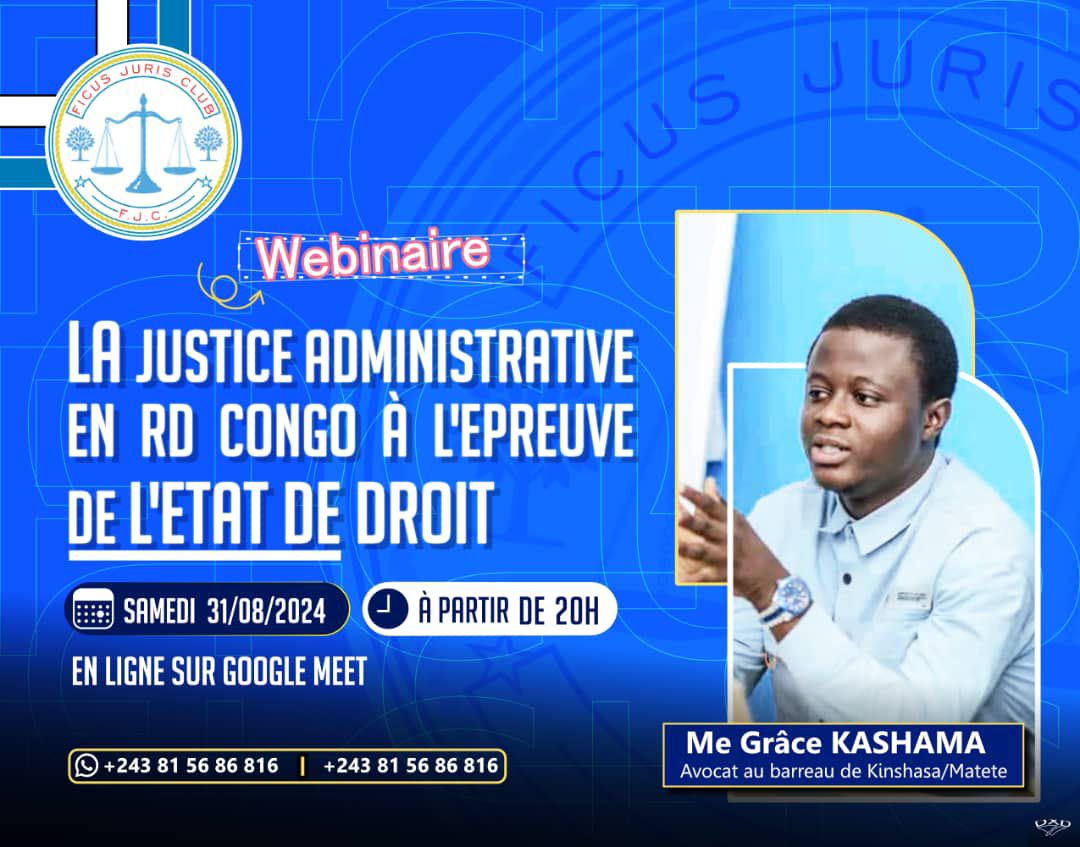 FICUS JURIS CLUB
F.J.C.
FICUS JURIS
Webinaire
LA JUSTICE ADMINISTRATIVE
EN RD CONGO À L'EPREUVE
DE L'ETAT DE DROIT
SAMEDI 31/08/2024
À PARTIR DE 20H
EN LIGNE SUR GOOGLE MEET
+243 81 56 86 816 | +243 81 56 86 816
Me Grâce KASHAMA
Avocat au barreau de Kinshasa/Matete